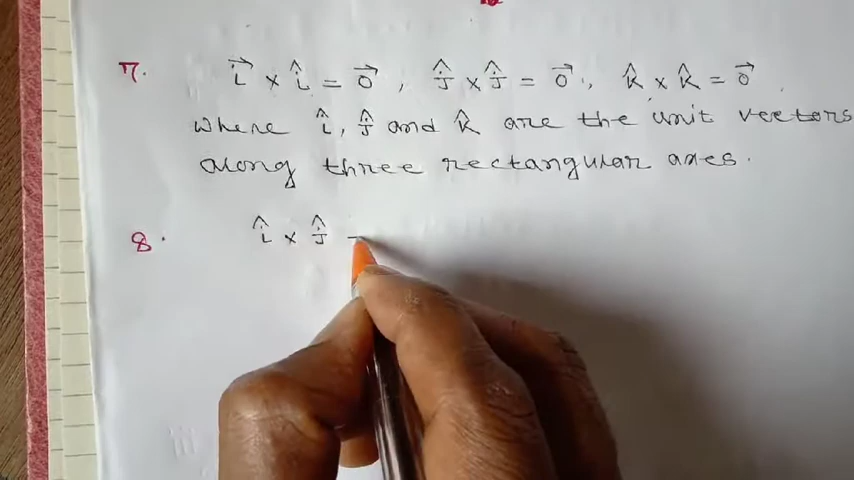 7. i⃗ × î = 0⃗ , ĵ × ĵ = 0⃗ , k̂ × k̂ = 0⃗
where î, ĵ and k̂ are the unit vectors
along three rectangular axes.
8. î × ĵ